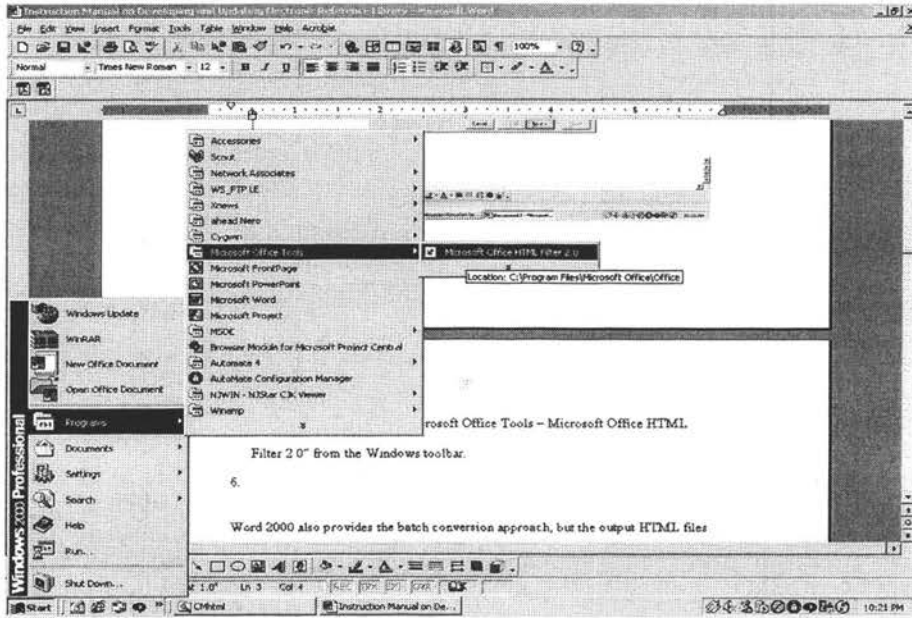 Instruction Manual on Developing and Updating Electronic Reference Library - Microsoft Word
File Edit View Insert Format Tools Table Window Help Acrobat
100%
Normal Times New Roman 12 B I U
1 2 3 4 5 6
Accessories
Scout
Network Associates
WS_FTP LE
Xnews
ahead Nero
Cygwin
Microsoft Office Tools
Microsoft Office HTML Filter 2.0
Microsoft FrontPage
Location: C:\Program Files\Microsoft Office\Office
Microsoft PowerPoint
Microsoft Word
Microsoft Project
MSDE
Browser Module for Microsoft Project Central
Automate 4
AutoMate Configuration Manager
NJWIN - NJStar CJK Viewer
Winamp
Windows 2000 Professional
Windows Update
WinRAR
New Office Document
Open Office Document
Programs
Documents
Settings
Search
Help
Run...
Shut Down...
rosoft Office Tools – Microsoft Office HTML
Filter 2 0" from the Windows toolbar.
6.
Word 2000 also provides the batch conversion approach, but the output HTML files
1.0" Ln 3 Col 4
Start
CMhtml
Instruction Manual on De...
10:21 PM